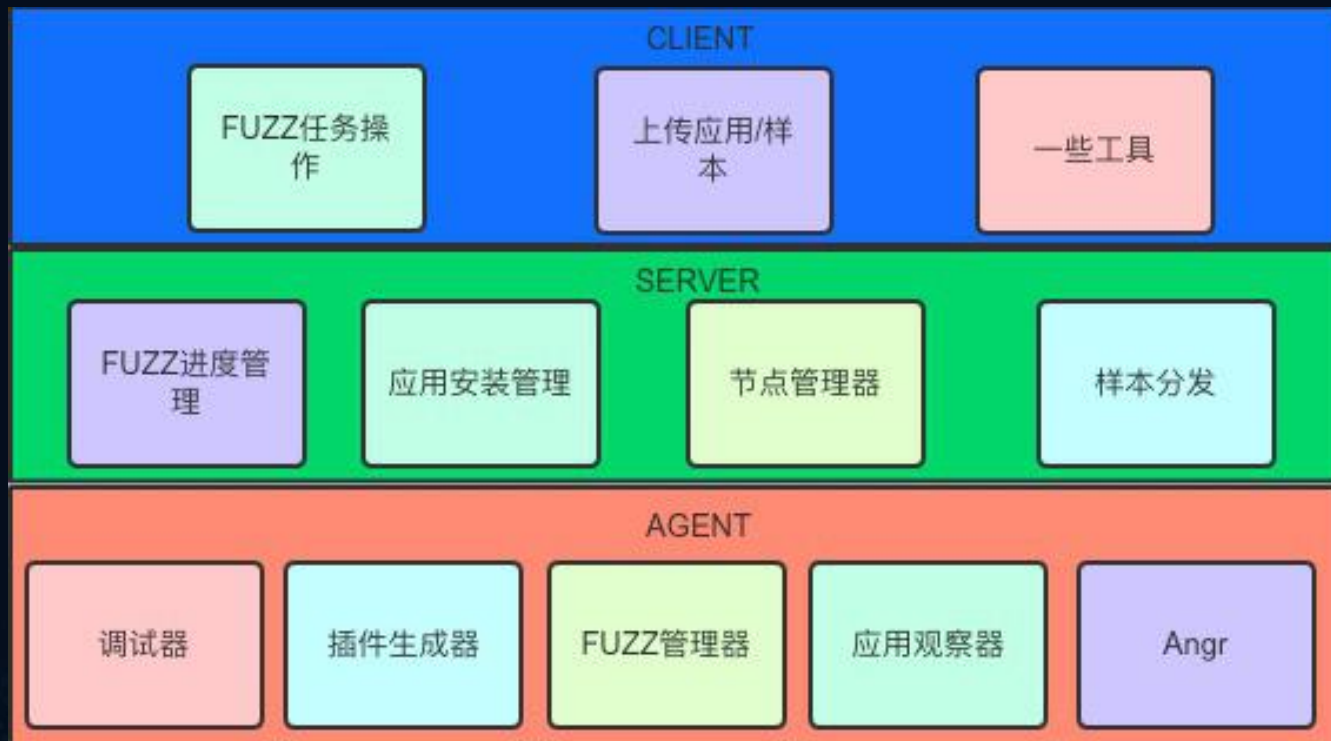 CLIENT
FUZZ任务操
作
上传应用/样
本
一些工具
SERVER
FUZZ进度管
理
应用安装管理
节点管理器
样本分发
AGENT
调试器
插件生成器
FUZZ管理器
应用观察器
Angr